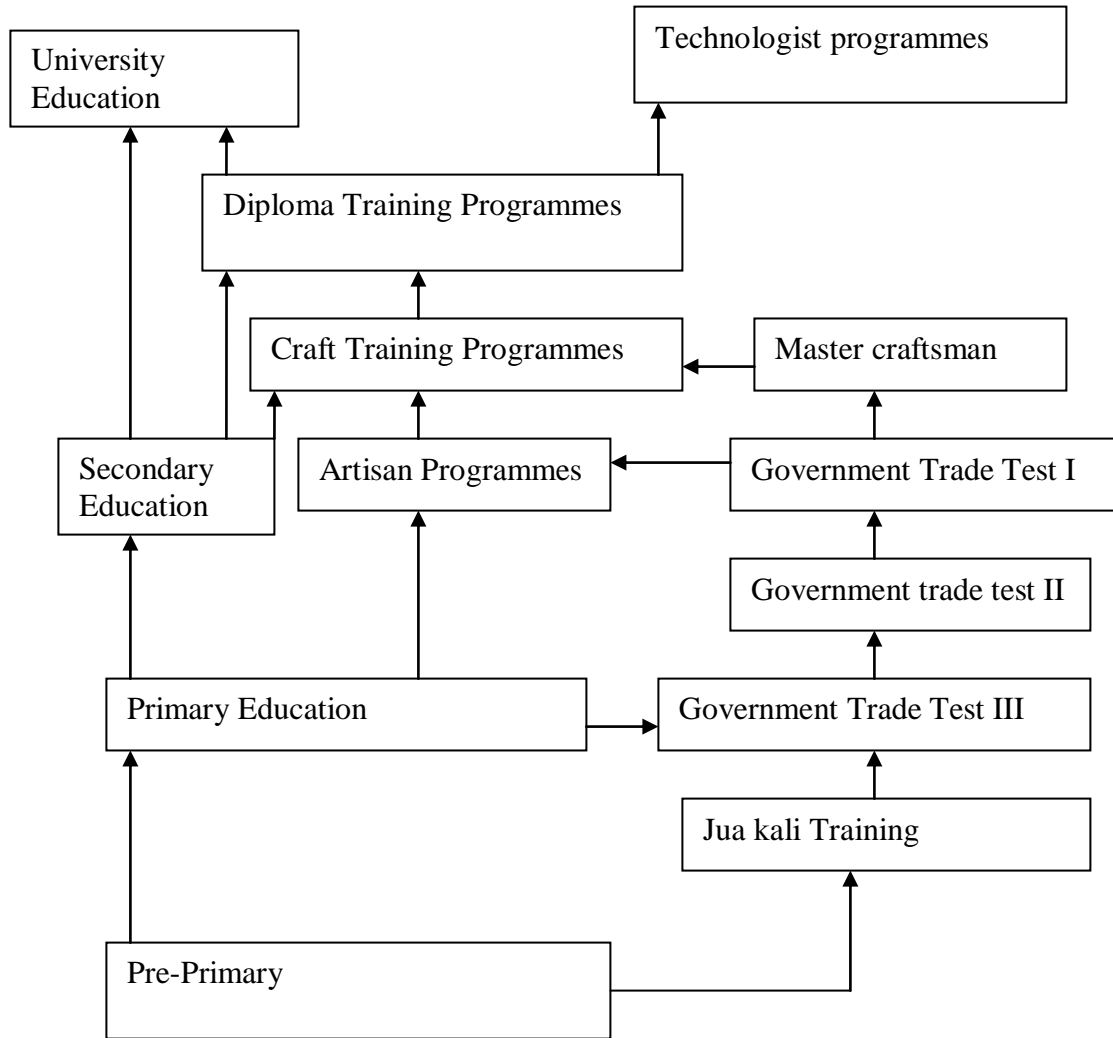 Technologist programmes
University
Education
Diploma Training Programmes
Craft Training Programmes
Master craftsman
Secondary
Education
Artisan Programmes
Government Trade Test I
Government trade test II
Primary Education
Government Trade Test III
Jua kali Training
Pre-Primary